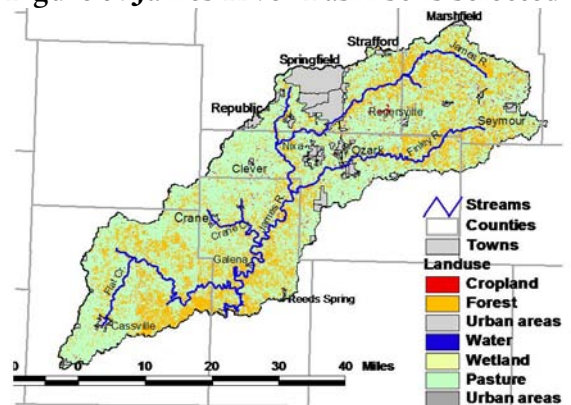 Marshfield
Strafford
James R.
Springfield
Republic
Rogersville
Seymour
Nixa
Ozark
Finley R.
Clever
Crane
Crane C
James R.
Galena
Flat Cr.
Reeds Spring
Cassville
Streams
Counties
Towns
Landuse
Cropland
Forest
Urban areas
Water
Wetland
Pasture
Urban areas
0 10 20 30 40 Miles